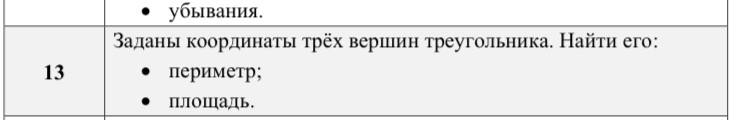 • убывания.
Заданы координаты трёх вершин треугольника. Найти его:
13
• периметр;
• площадь.